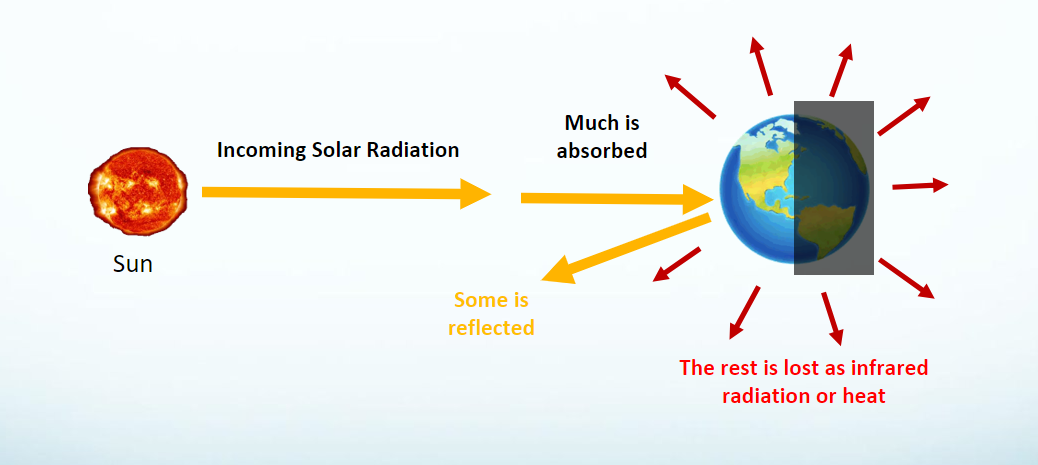 Incoming Solar Radiation
Much is
absorbed
Sun
Some is
reflected
The rest is lost as infrared
radiation or heat